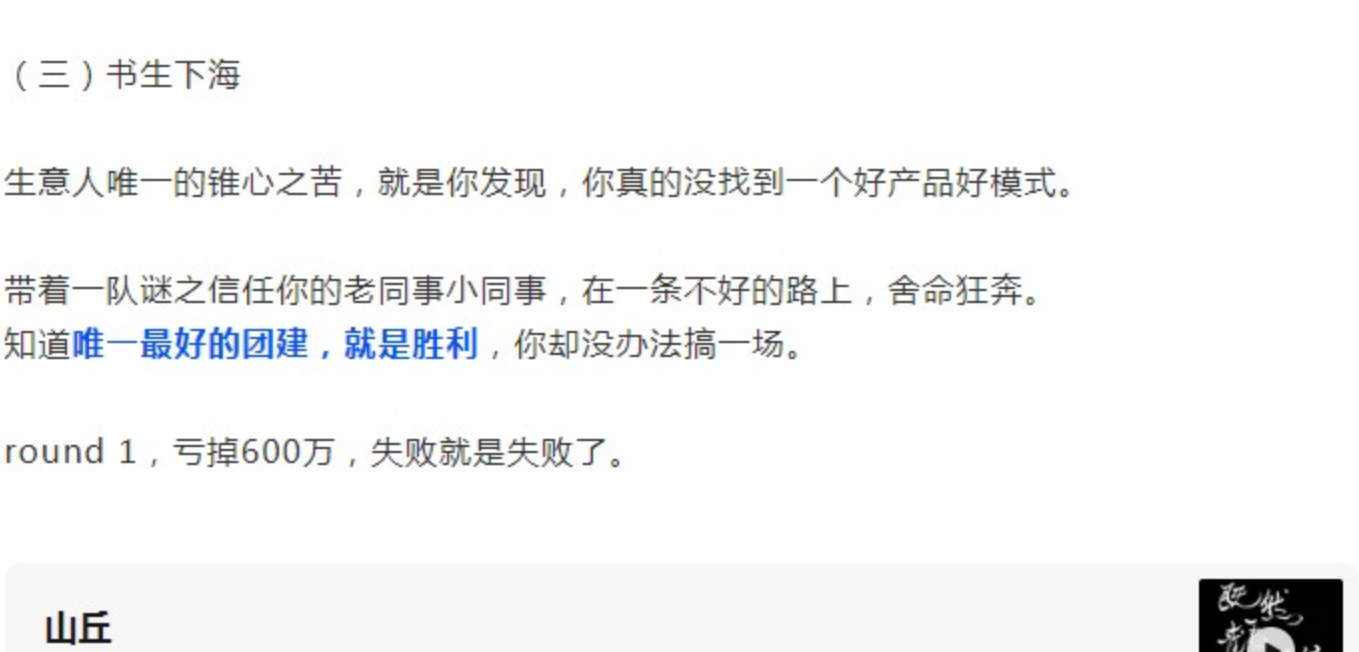 （三）书生下海
生意人唯一的锥心之苦，就是你发现，你真的没找到一个好产品好模式。
带着一队谜之信任你的老同事小同事，在一条不好的路上，舍命狂奔。
知道唯一最好的团建，就是胜利，你却没办法搞一场。
round 1，亏掉600万，失败就是失败了。
山丘
既然